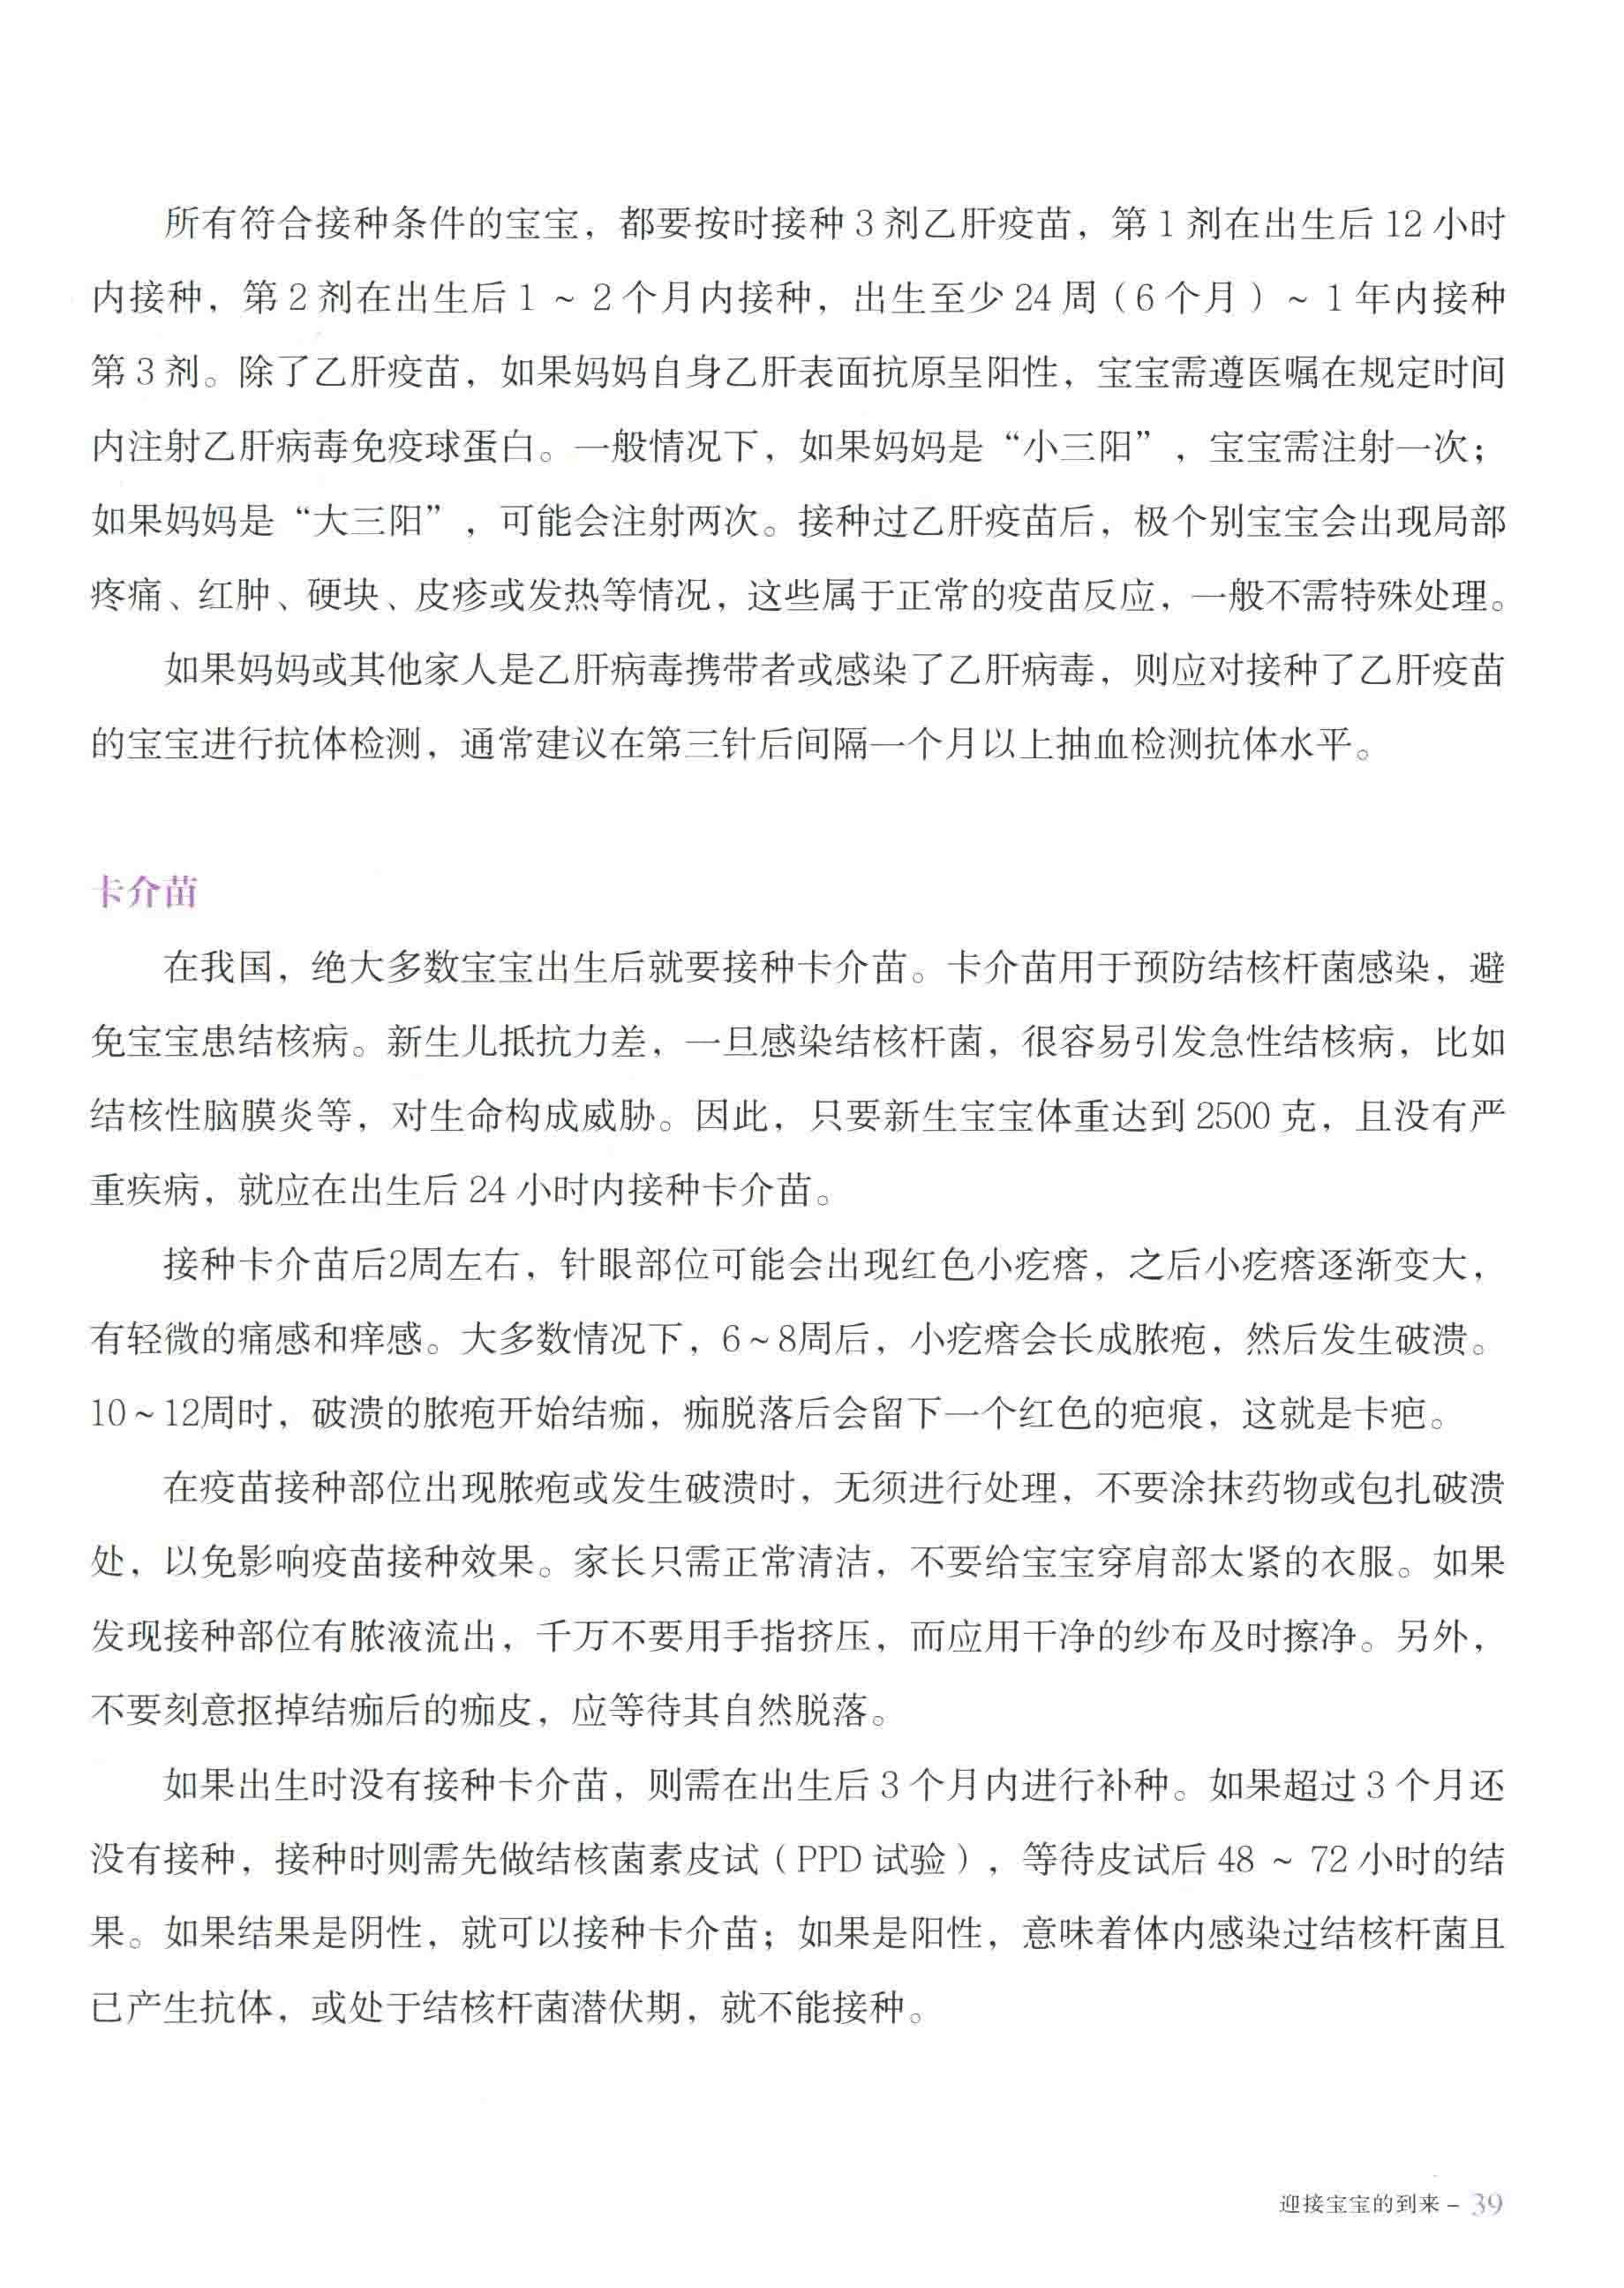 所有符合接种条件的宝宝，都要按时接种 3 剂乙肝疫苗，第 1 剂在出生后 12 小时
内接种，第 2 剂在出生后 1 ~ 2 个月内接种，出生至少 24 周（6 个月）~ 1 年内接种
第 3 剂。除了乙肝疫苗，如果妈妈自身乙肝表面抗原呈阳性，宝宝需遵医嘱在规定时间
内注射乙肝病毒免疫球蛋白。一般情况下，如果妈妈是“小三阳”，宝宝需注射一次；
如果妈妈是“大三阳”，可能会注射两次。接种过乙肝疫苗后，极个别宝宝会出现局部
疼痛、红肿、硬块、皮疹或发热等情况，这些属于正常的疫苗反应，一般不需特殊处理。
如果妈妈或其他家人是乙肝病毒携带者或感染了乙肝病毒，则应对接种了乙肝疫苗
的宝宝进行抗体检测，通常建议在第三针后间隔一个月以上抽血检测抗体水平。
卡介苗
在我国，绝大多数宝宝出生后就要接种卡介苗。卡介苗用于预防结核杆菌感染，避
免宝宝患结核病。新生儿抵抗力差，一旦感染结核杆菌，很容易引发急性结核病，比如
结核性脑膜炎等，对生命构成威胁。因此，只要新生宝宝体重达到 2500 克，且没有严
重疾病，就应在出生后 24 小时内接种卡介苗。
接种卡介苗后2周左右，针眼部位可能会出现红色小疙瘩，之后小疙瘩逐渐变大，
有轻微的痛感和痒感。大多数情况下，6~8周后，小疙瘩会长成脓疱，然后发生破溃。
10~12周时，破溃的脓疱开始结痂，痂脱落后会留下一个红色的疤痕，这就是卡疤。
在疫苗接种部位出现脓疱或发生破溃时，无须进行处理，不要涂抹药物或包扎破溃
处，以免影响疫苗接种效果。家长只需正常清洁，不要给宝宝穿肩部太紧的衣服。如果
发现接种部位有脓液流出，千万不要用手指挤压，而应用干净的纱布及时擦净。另外，
不要刻意抠掉结痂后的痂皮，应等待其自然脱落。
如果出生时没有接种卡介苗，则需在出生后 3 个月内进行补种。如果超过 3 个月还
没有接种，接种时则需先做结核菌素皮试（PPD 试验），等待皮试后 48 ~ 72 小时的结
果。如果结果是阴性，就可以接种卡介苗；如果是阳性，意味着体内感染过结核杆菌且
已产生抗体，或处于结核杆菌潜伏期，就不能接种。
迎接宝宝的到来 – 39